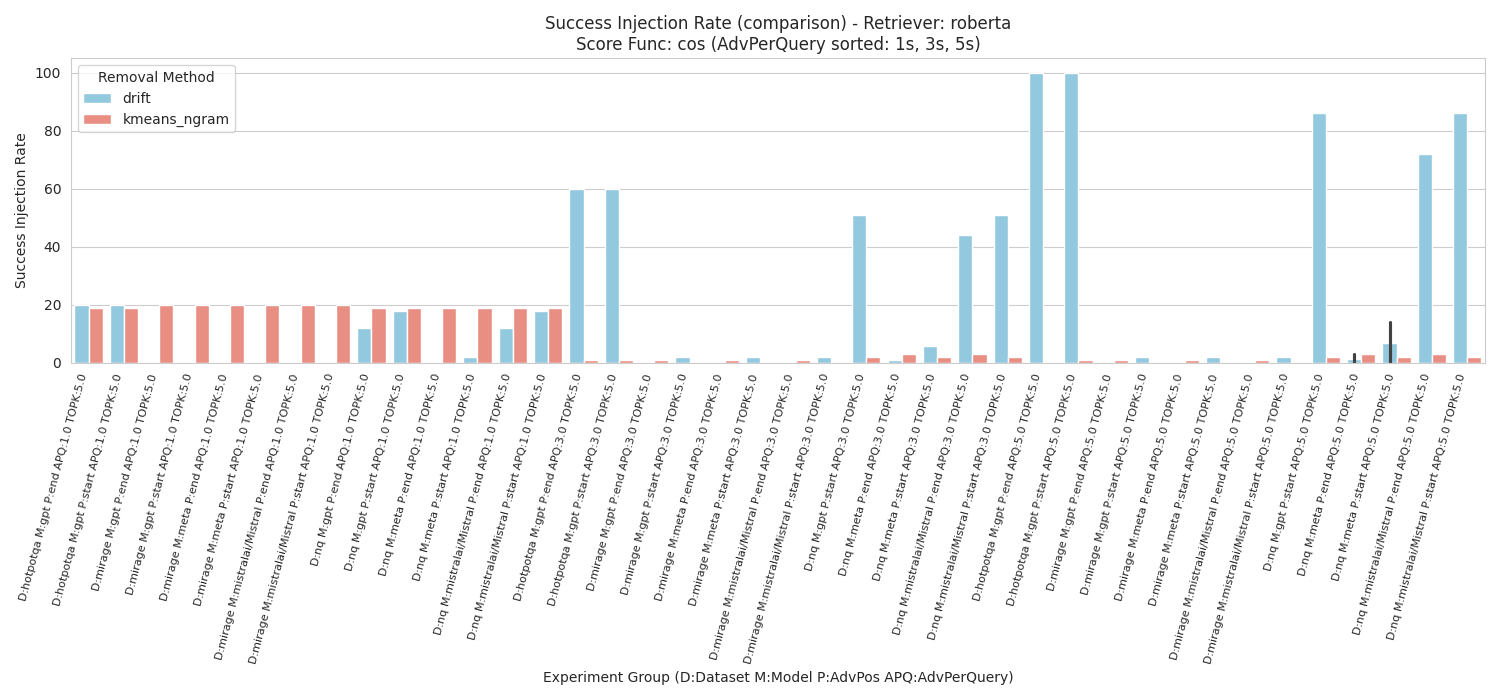 Success Injection Rate (comparison) - Retriever: roberta
Score Func: cos (AdvPerQuery sorted: 1s, 3s, 5s)
Removal Method
drift
kmeans_ngram
Success Injection Rate
100
80
60
40
20
0
D:hotpotqa M:gpt P:end APQ:1.0 TOPK:5.0
D:hotpotqa M:gpt P:start APQ:1.0 TOPK:5.0
D:mirage M:gpt P:end APQ:1.0 TOPK:5.0
D:mirage M:gpt P:start APQ:1.0 TOPK:5.0
D:mirage M:meta P:end APQ:1.0 TOPK:5.0
D:mirage M:meta P:start APQ:1.0 TOPK:5.0
D:mirage M:mistralai/Mistral P:end APQ:1.0 TOPK:5.0
D:mirage M:mistralai/Mistral P:start APQ:1.0 TOPK:5.0
D:nq M:gpt P:end APQ:1.0 TOPK:5.0
D:nq M:gpt P:start APQ:1.0 TOPK:5.0
D:nq M:meta P:end APQ:1.0 TOPK:5.0
D:nq M:meta P:start APQ:1.0 TOPK:5.0
D:nq M:mistralai/Mistral P:end APQ:1.0 TOPK:5.0
D:nq M:mistralai/Mistral P:start APQ:1.0 TOPK:5.0
D:hotpotqa M:gpt P:end APQ:3.0 TOPK:5.0
D:hotpotqa M:gpt P:start APQ:3.0 TOPK:5.0
D:mirage M:gpt P:end APQ:3.0 TOPK:5.0
D:mirage M:gpt P:start APQ:3.0 TOPK:5.0
D:mirage M:meta P:end APQ:3.0 TOPK:5.0
D:mirage M:meta P:start APQ:3.0 TOPK:5.0
D:mirage M:mistralai/Mistral P:end APQ:3.0 TOPK:5.0
D:mirage M:mistralai/Mistral P:start APQ:3.0 TOPK:5.0
D:nq M:gpt P:start APQ:3.0 TOPK:5.0
D:nq M:meta P:end APQ:3.0 TOPK:5.0
D:nq M:meta P:start APQ:3.0 TOPK:5.0
D:nq M:mistralai/Mistral P:end APQ:3.0 TOPK:5.0
D:nq M:mistralai/Mistral P:start APQ:3.0 TOPK:5.0
D:hotpotqa M:gpt P:end APQ:5.0 TOPK:5.0
D:hotpotqa M:gpt P:start APQ:5.0 TOPK:5.0
D:mirage M:gpt P:end APQ:5.0 TOPK:5.0
D:mirage M:gpt P:start APQ:5.0 TOPK:5.0
D:mirage M:meta P:end APQ:5.0 TOPK:5.0
D:mirage M:meta P:start APQ:5.0 TOPK:5.0
D:mirage M:mistralai/Mistral P:end APQ:5.0 TOPK:5.0
D:mirage M:mistralai/Mistral P:start APQ:5.0 TOPK:5.0
D:nq M:gpt P:start APQ:5.0 TOPK:5.0
D:nq M:meta P:end APQ:5.0 TOPK:5.0
D:nq M:meta P:start APQ:5.0 TOPK:5.0
D:nq M:mistralai/Mistral P:end APQ:5.0 TOPK:5.0
D:nq M:mistralai/Mistral P:start APQ:5.0 TOPK:5.0
Experiment Group (D:Dataset M:Model P:AdvPos APQ:AdvPerQuery)